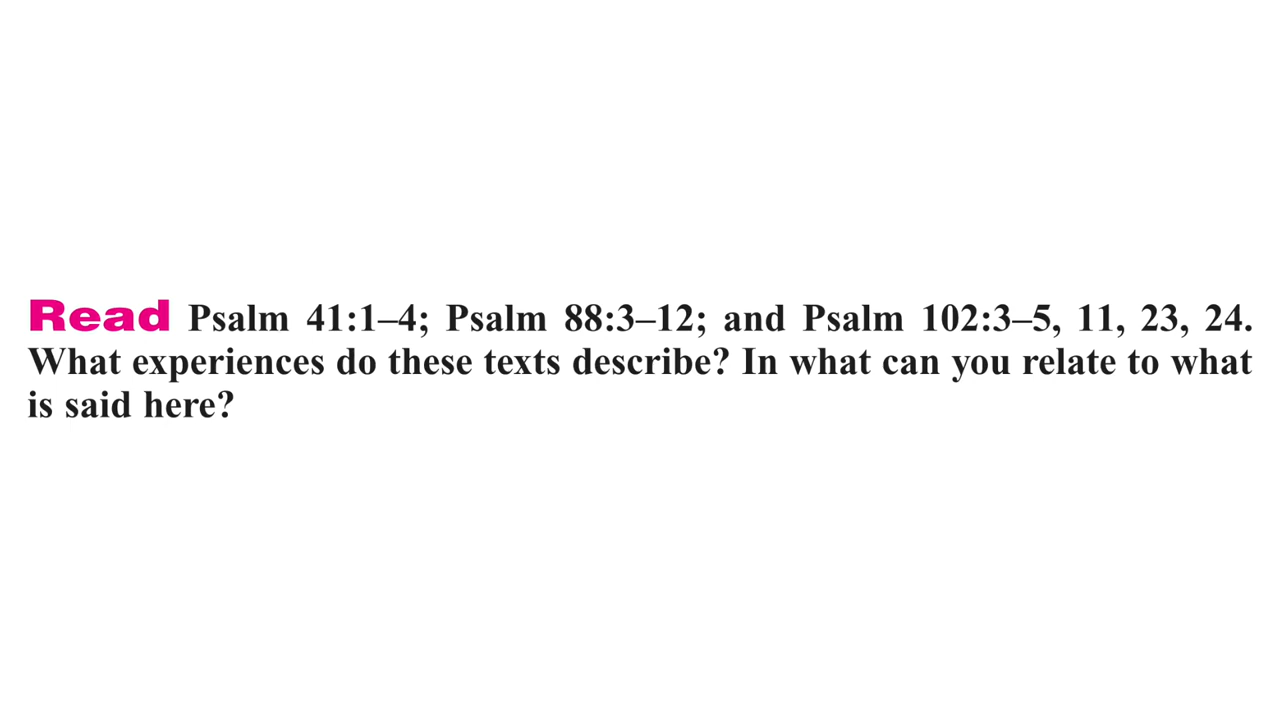 Read Psalm 41:1–4; Psalm 88:3–12; and Psalm 102:3–5, 11, 23, 24.
What experiences do these texts describe? In what can you relate to what
is said here?